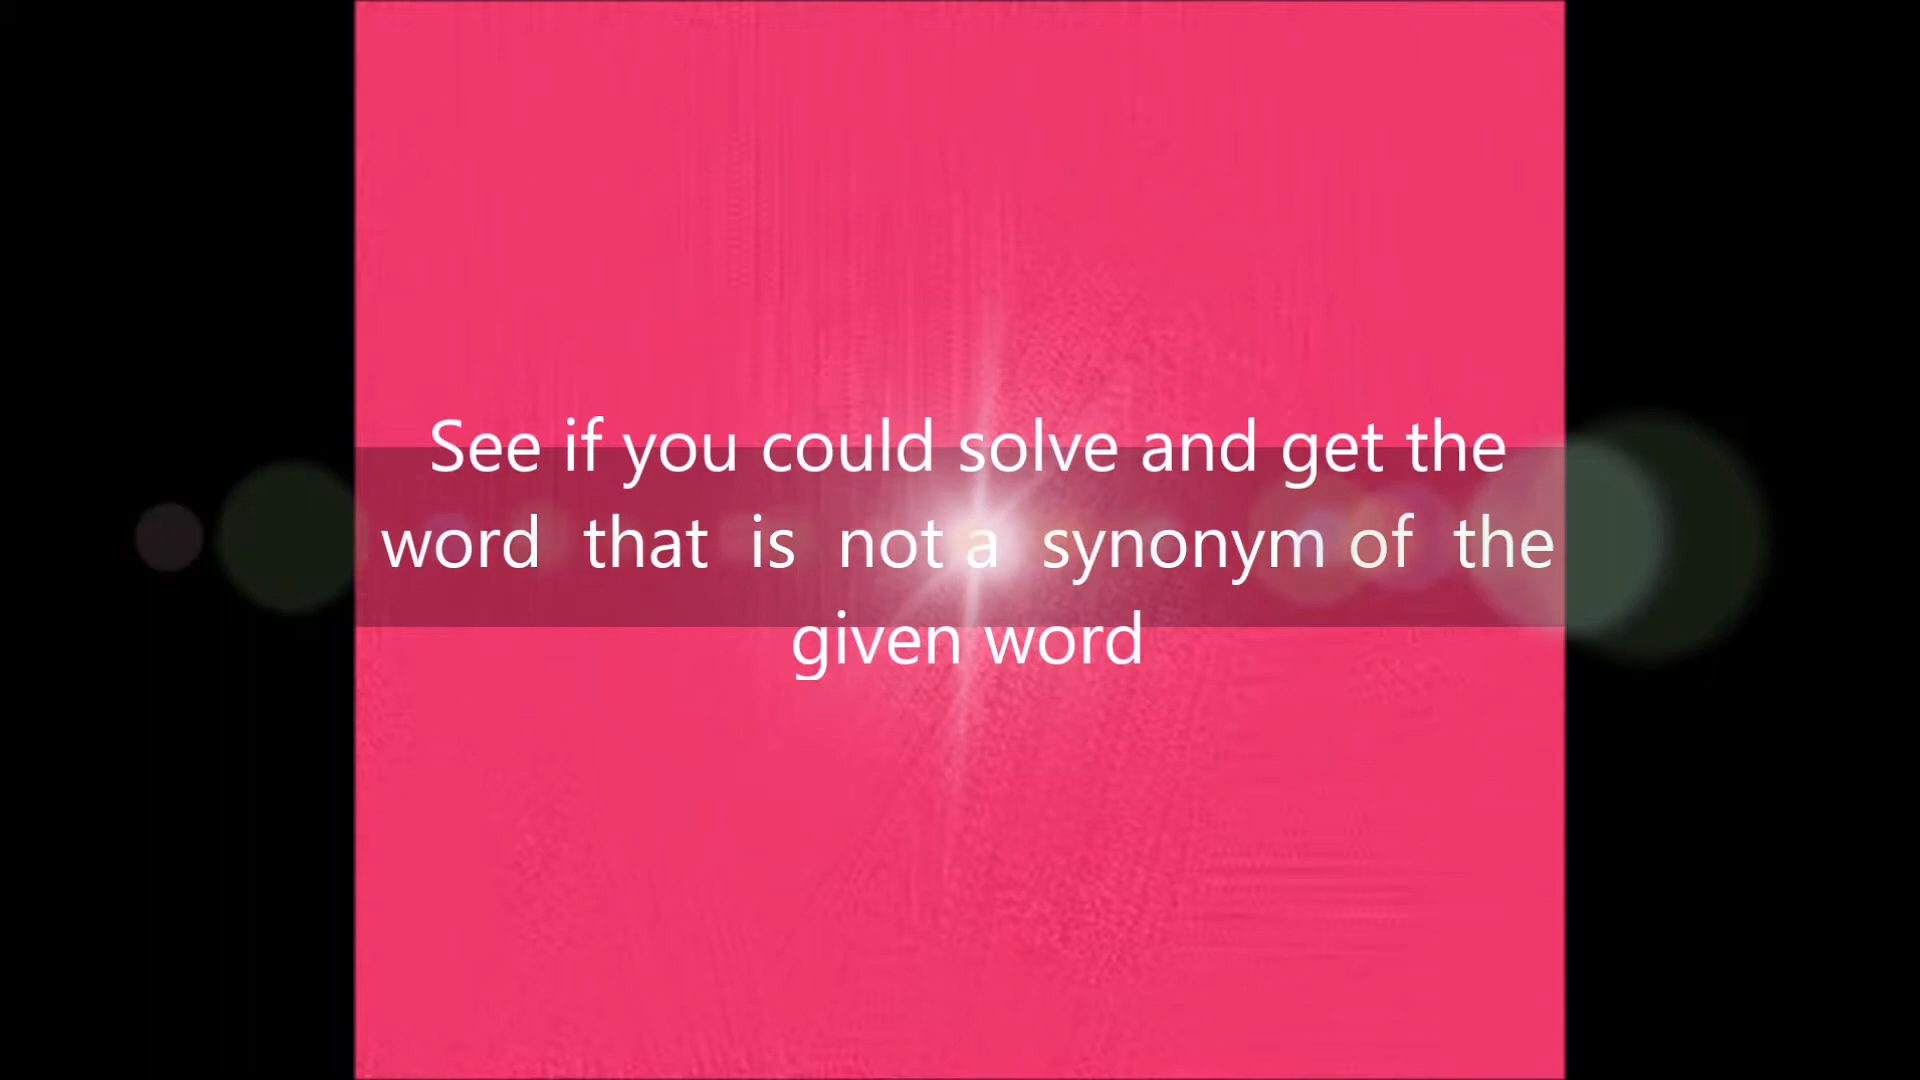 See if you could solve and get the
word that is not a synonym of the
given word